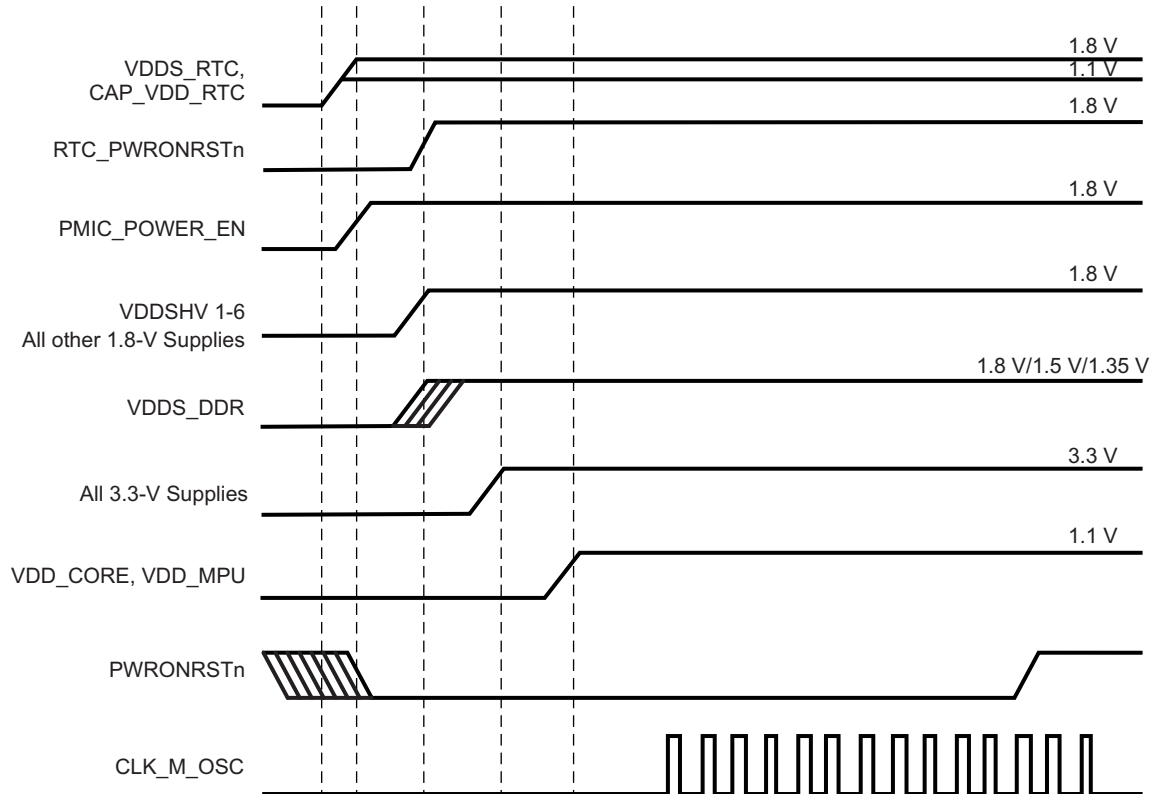 1.8 V
VDDS_RTC,
1.1 V
CAP_VDD_RTC
1.8 V
RTC_PWRONRSTn
1.8 V
PMIC_POWER_EN
1.8 V
VDDSHV 1-6
All other 1.8-V Supplies
1.8 V/1.5 V/1.35 V
VDDS_DDR
3.3 V
All 3.3-V Supplies
1.1 V
VDD_CORE, VDD_MPU
PWRONRSTn
CLK_M_OSC